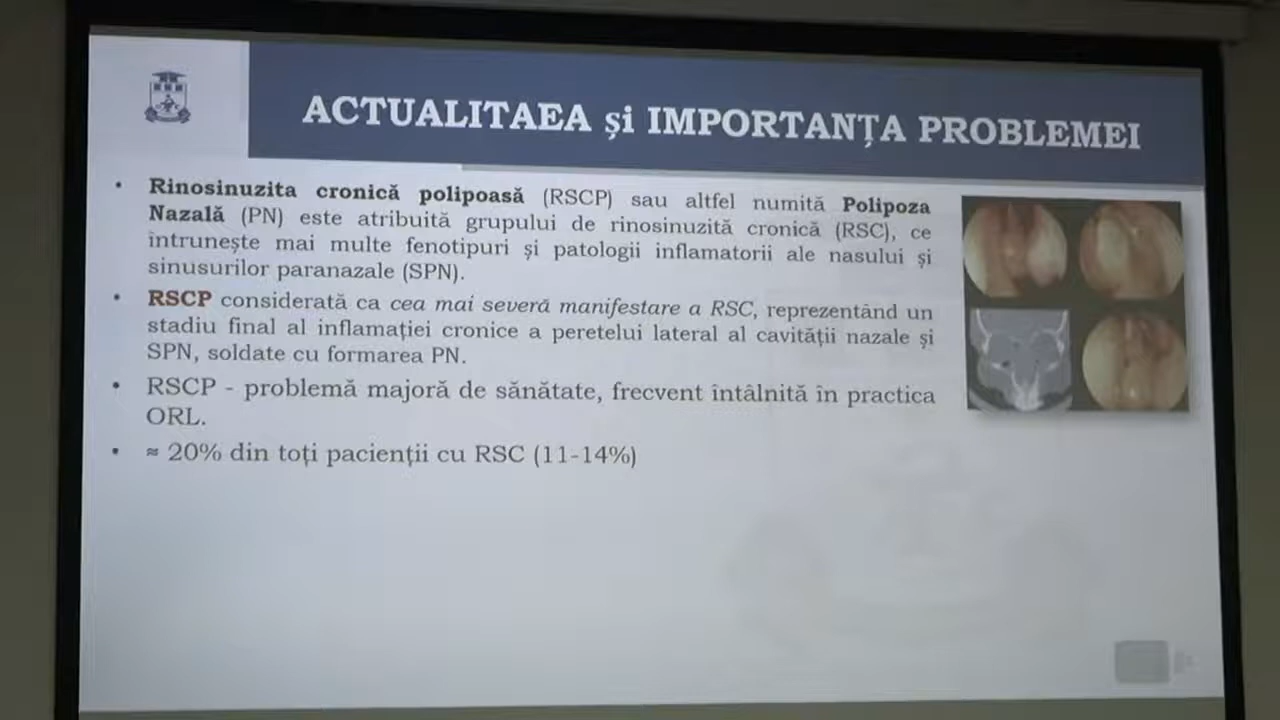 ACTUALITAEA și IMPORTANȚA PROBLEMEI
• Rinosinuzita cronică polipoasă (RSCP) sau altfel numită Polipoza
Nazală (PN) este atribuită grupului de rinosinuzită cronică (RSC), ce
întrunește mai multe fenotipuri și patologii inflamatorii ale nasului și
sinusurilor paranazale (SPN).
• RSCP considerată ca cea mai severă manifestare a RSC, reprezentând un
stadiu final al inflamației cronice a peretelui lateral al cavității nazale și
SPN, soldate cu formarea PN.
• RSCP - problemă majoră de sănătate, frecvent întâlnită în practica
ORL.
• ≈ 20% din toți pacienții cu RSC (11-14%)